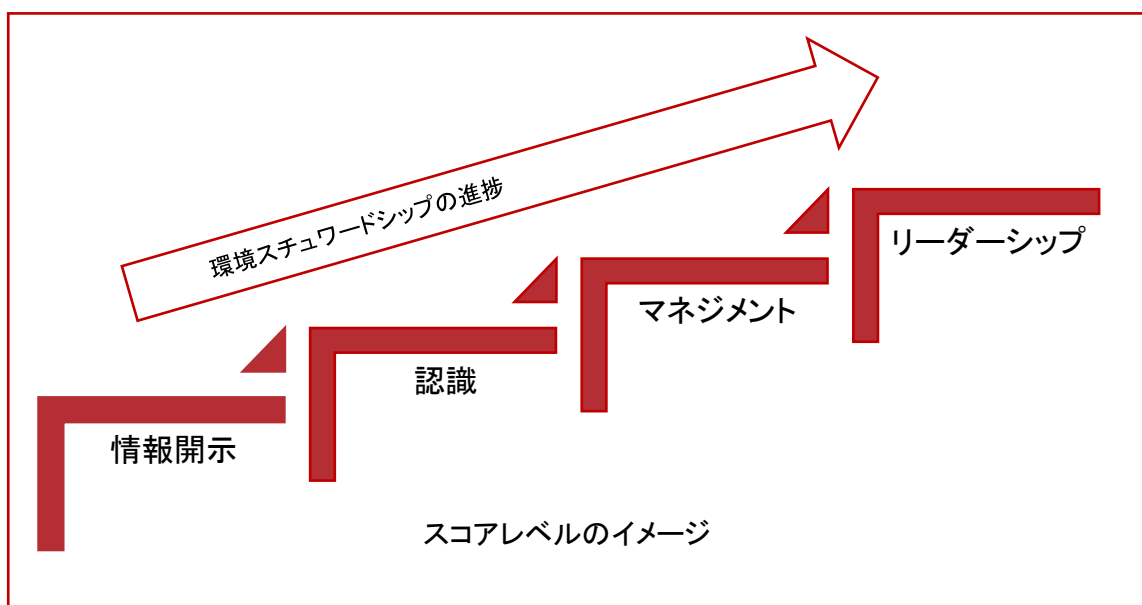 環境スチュワードシップの進捗
リーダーシップ
マネジメント
認識
情報開示
スコアレベルのイメージ